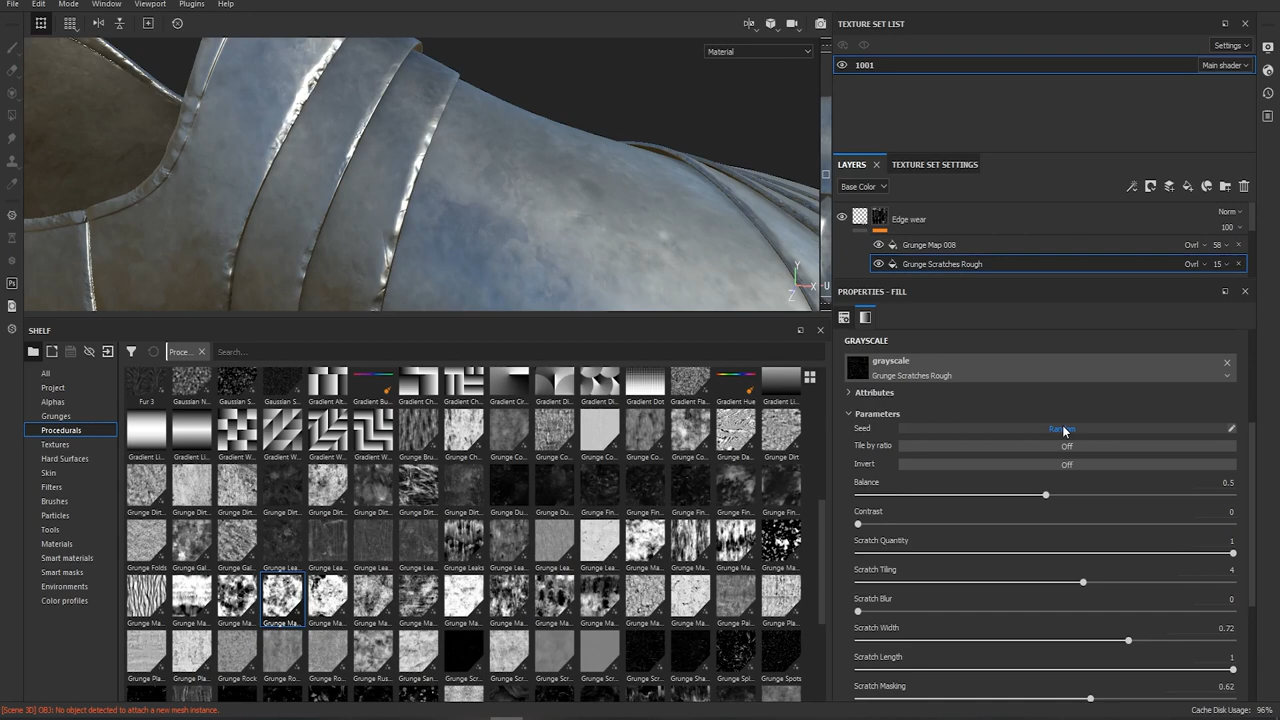 File Edit Mode Window Viewport Plugins Help
Material
Y
X
Z
-U
TEXTURE SET LIST
Settings
1001
Main shader
LAYERS
TEXTURE SET SETTINGS
Base Color
Edge wear
Norm
100
Grunge Map 008 Ovrl 58
Grunge Scratches Rough Ovrl 15
PROPERTIES - FILL
GRAYSCALE
grayscale
Grunge Scratches Rough
Attributes
Parameters
Seed
Tile by ratio Off
Invert Off
Balance 0.5
Contrast 0
Scratch Quantity 1
Scratch Tiling 4
Scratch Blur 0
Scratch Width 0.72
Scratch Length 1
Scratch Masking 0.62
SHELF
Proce...
Search...
All
Project
Alphas
Grunges
Procedurals
Textures
Hard Surfaces
Skin
Filters
Brushes
Particles
Tools
Materials
Smart materials
Smart masks
Environments
Color profiles
Fur 3 Gaussian N... Gaussian S... Gaussian S... Gradient Alt... Gradient Bu... Gradient Ch... Gradient Ch... Gradient Cir... Gradient Di... Gradient Di... Gradient Dot Gradient Fla... Gradient Hue Gradient Li...
Gradient Li... Gradient Li... Gradient W... Gradient W... Gradient W... Gradient W... Grunge Bru... Grunge Ch... Grunge Co... Grunge Co... Grunge Co... Grunge Co... Grunge Co... Grunge Da... Grunge Dirt
Grunge Dirt... Grunge Dirt... Grunge Dirt... Grunge Dirt... Grunge Dirt... Grunge Dirt... Grunge Dirt... Grunge Dirt... Grunge Du... Grunge Du... Grunge Fin... Grunge Fin... Grunge Fin... Grunge Fin... Grunge Fin...
Grunge Folds Grunge Gal... Grunge Gal... Grunge Lea... Grunge Lea... Grunge Lea... Grunge Lea... Grunge Leaks Grunge Ma... Grunge Ma... Grunge Ma... Grunge Ma... Grunge Ma... Grunge Ma... Grunge Ma...
Grunge Ma... Grunge Ma... Grunge Ma... Grunge Ma... Grunge Ma... Grunge Ma... Grunge Ma... Grunge Ma... Grunge Ma... Grunge Ma... Grunge Ma... Grunge Ma... Grunge Ma... Grunge Pai... Grunge Pla...
Grunge Pla... Grunge Pla... Grunge Rock Grunge Ro... Grunge Ro... Grunge Rus... Grunge San... Grunge Scr... Grunge Scr... Grunge Scr... Grunge Scr... Grunge Scr... Grunge Sha... Grunge Spl... Grunge Spots
[Scene 3D] OBJ: No object detected to attach a new mesh instance.
Cache Disk Usage: 96%